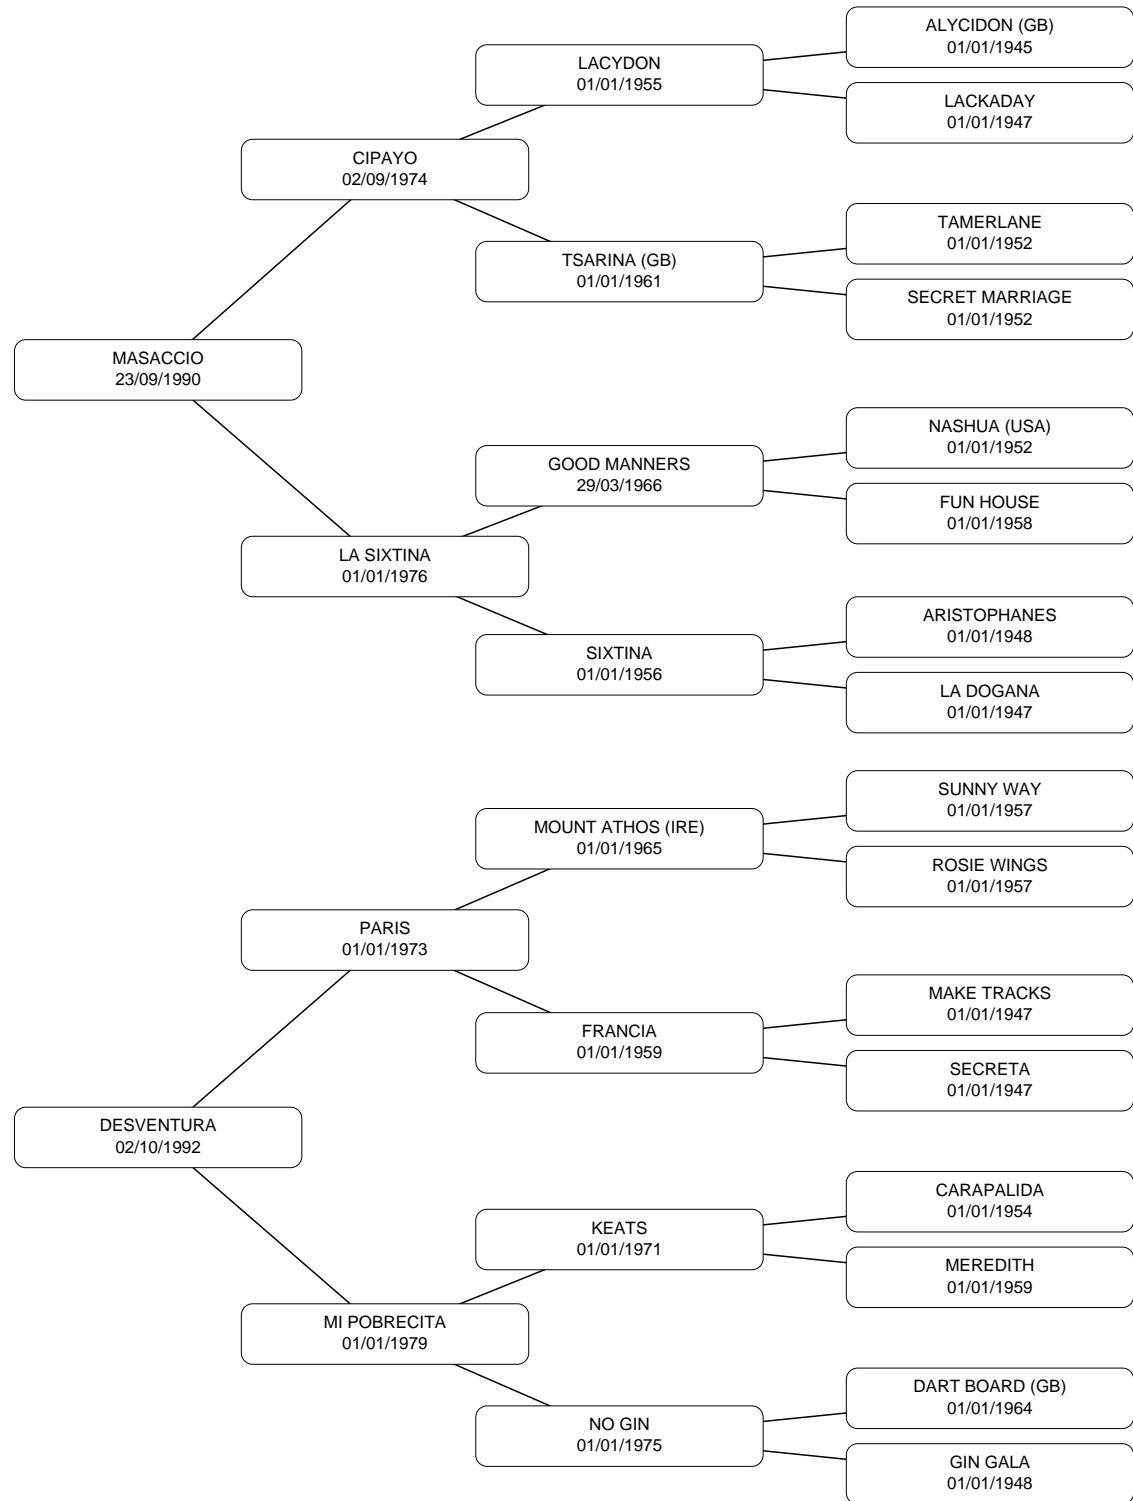 ALYCIDON (GB)
01/01/1945
LACYDON
01/01/1955
LACKADAY
01/01/1947
CIPAYO
02/09/1974
TAMERLANE
01/01/1952
TSARINA (GB)
01/01/1961
SECRET MARRIAGE
01/01/1952
MASACCIO
23/09/1990
NASHUA (USA)
01/01/1952
GOOD MANNERS
29/03/1966
FUN HOUSE
01/01/1958
LA SIXTINA
01/01/1976
ARISTOPHANES
01/01/1948
SIXTINA
01/01/1956
LA DOGANA
01/01/1947
SUNNY WAY
01/01/1957
MOUNT ATHOS (IRE)
01/01/1965
ROSIE WINGS
01/01/1957
PARIS
01/01/1973
MAKE TRACKS
01/01/1947
FRANCIA
01/01/1959
SECRETA
01/01/1947
DESVENTURA
02/10/1992
CARAPALIDA
01/01/1954
KEATS
01/01/1971
MEREDITH
01/01/1959
MI POBRECITA
01/01/1979
DART BOARD (GB)
01/01/1964
NO GIN
01/01/1975
GIN GALA
01/01/1948